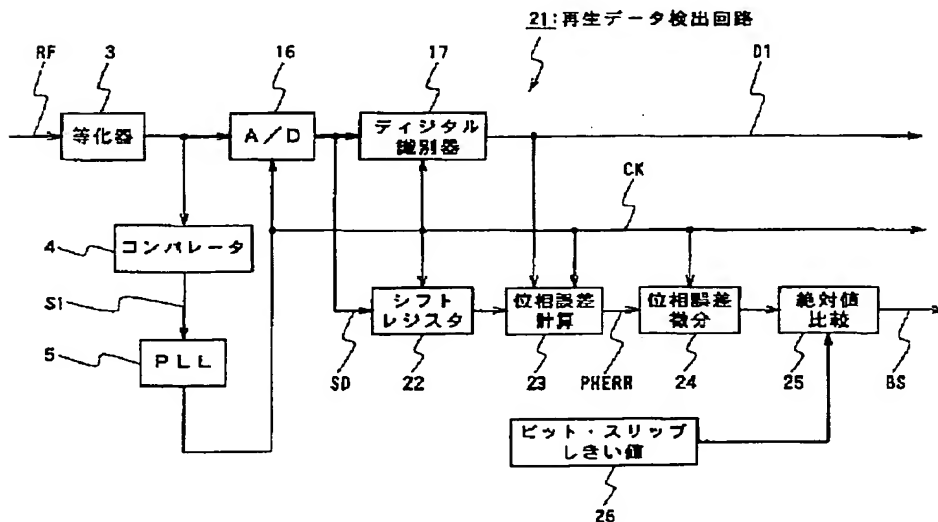 21:再生データ検出回路
RF
3
16
17
D1
等化器
A/D
ディジタル
識別器
CK
4
コンパレータ
S1
シフト
レジスタ
位相誤差
計算
位相誤差
微分
絶対値
比較
5
PLL
SD
22
23
PHERR
24
25
BS
ビット・スリップ
しきい値
26